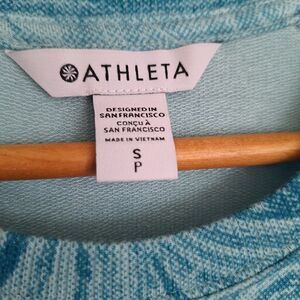 ATHLETA
DESIGNED IN
SAN FRANCISCO
CONÇU À
SAN FRANCISCO
MADE IN VIETNAM
S
P